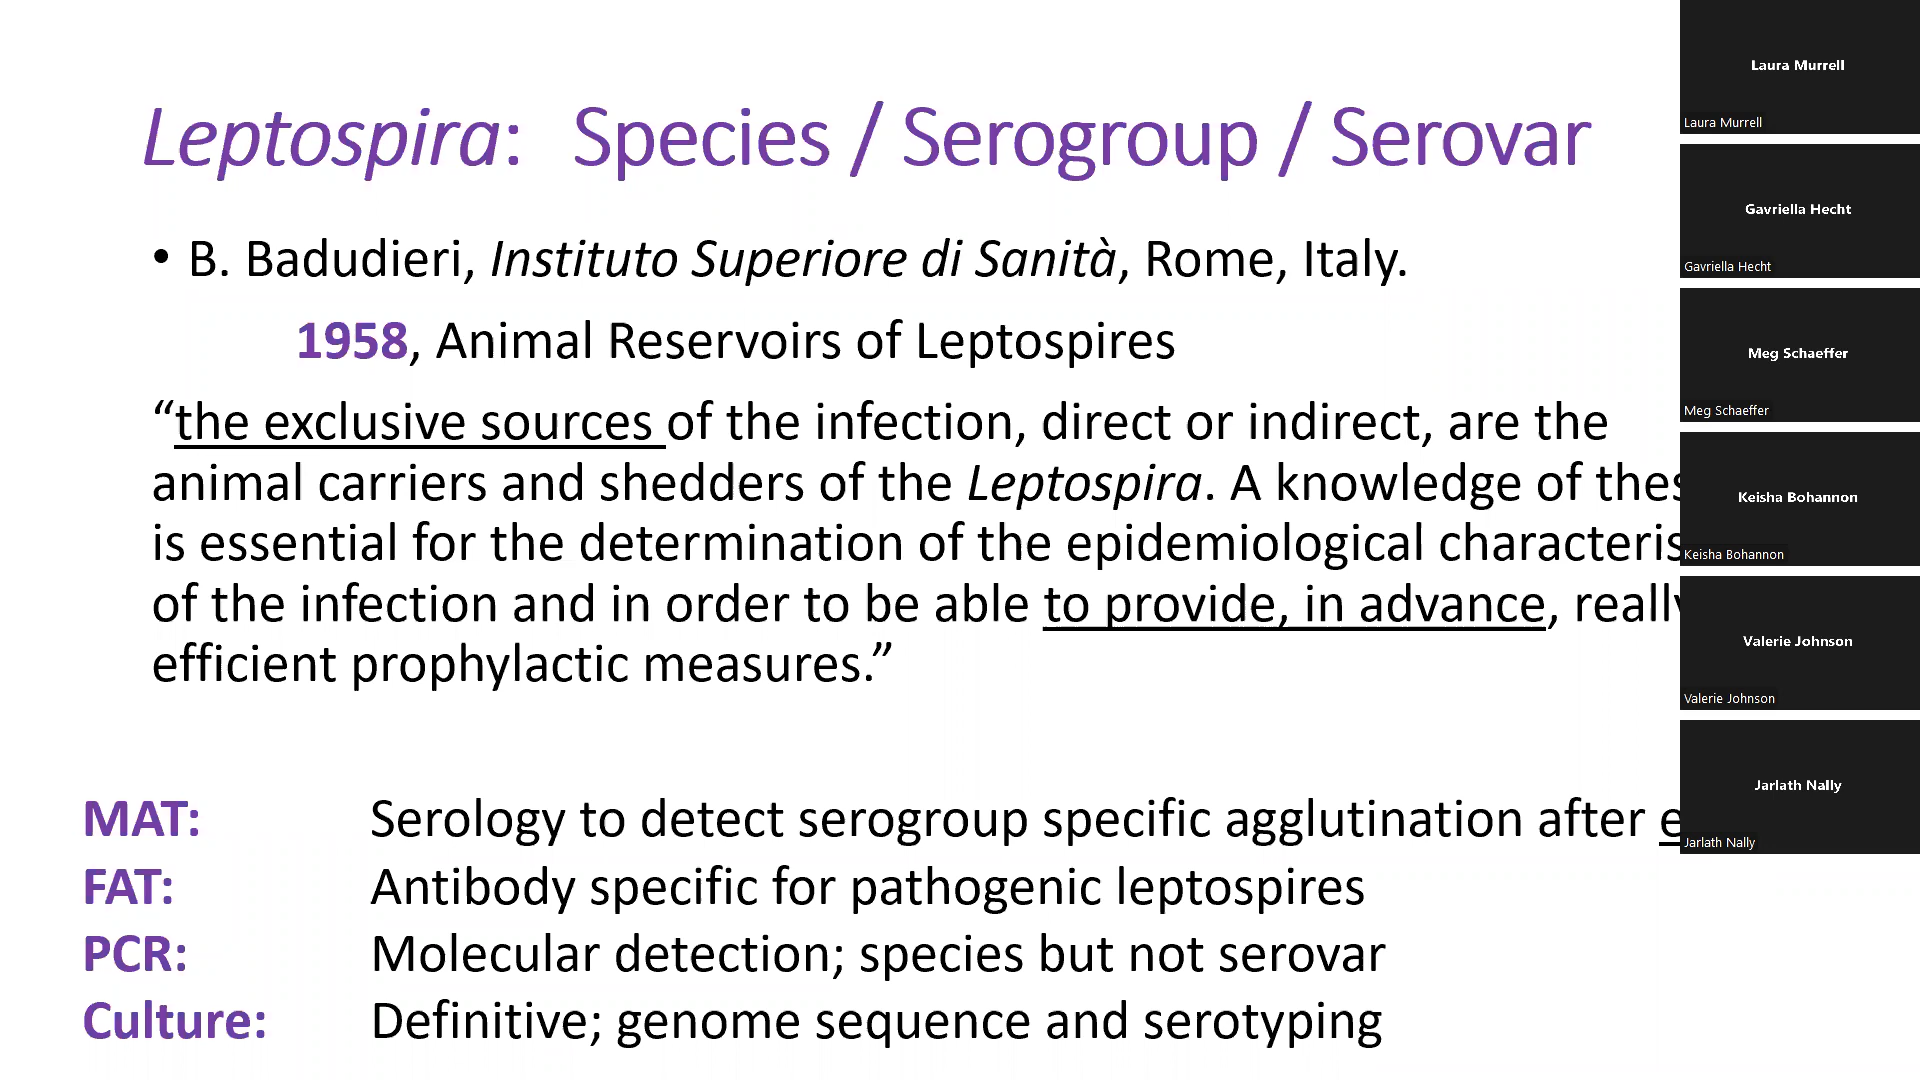 Leptospira: Species / Serogroup / Serovar
• B. Badudieri, Instituto Superiore di Sanità, Rome, Italy.
1958, Animal Reservoirs of Leptospires
“the exclusive sources of the infection, direct or indirect, are the
animal carriers and shedders of the Leptospira. A knowledge of
is essential for the determination of the epidemiological
of the infection and in order to be able to provide, in advance,
efficient prophylactic measures.”
MAT: Serology to detect serogroup specific agglutination after
FAT: Antibody specific for pathogenic leptospires
PCR: Molecular detection; species but not serovar
Culture: Definitive; genome sequence and serotyping
Laura Murrell
Laura Murrell
Gavriella Hecht
Gavriella Hecht
Meg Schaeffer
Meg Schaeffer
Keisha Bohannon
Keisha Bohannon
Valerie Johnson
Valerie Johnson
Jarlath Nally
Jarlath Nally